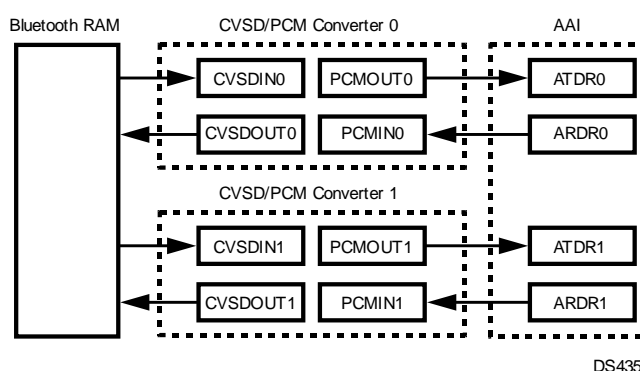 Bluetooth RAM CVSD/PCM Converter 0 AAI
CVSDIN0 PCMOUT0 ATDR0
CVSDOUT0 PCMIN0 ARDR0
CVSD/PCM Converter 1
CVSDIN1 PCMOUT1 ATDR1
CVSDOUT1 PCMIN1 ARDR1
DS435